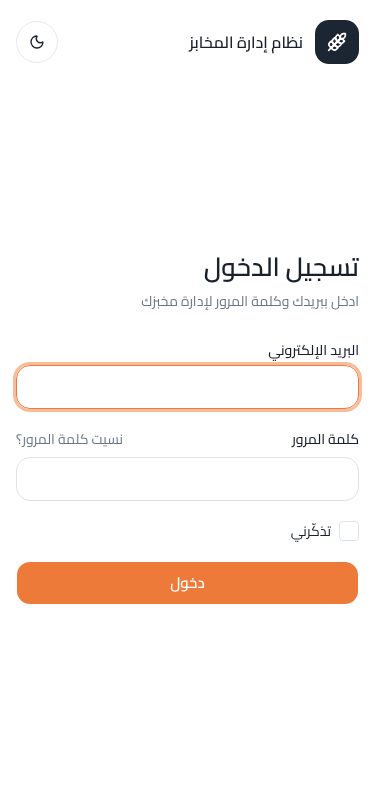 نظام إدارة المخابز
تسجيل الدخول
ادخل ببريدك وكلمة المرور لإدارة مخبزك
البريد الإلكتروني
كلمة المرور
نسيت كلمة المرور؟
تذكّرني
دخول